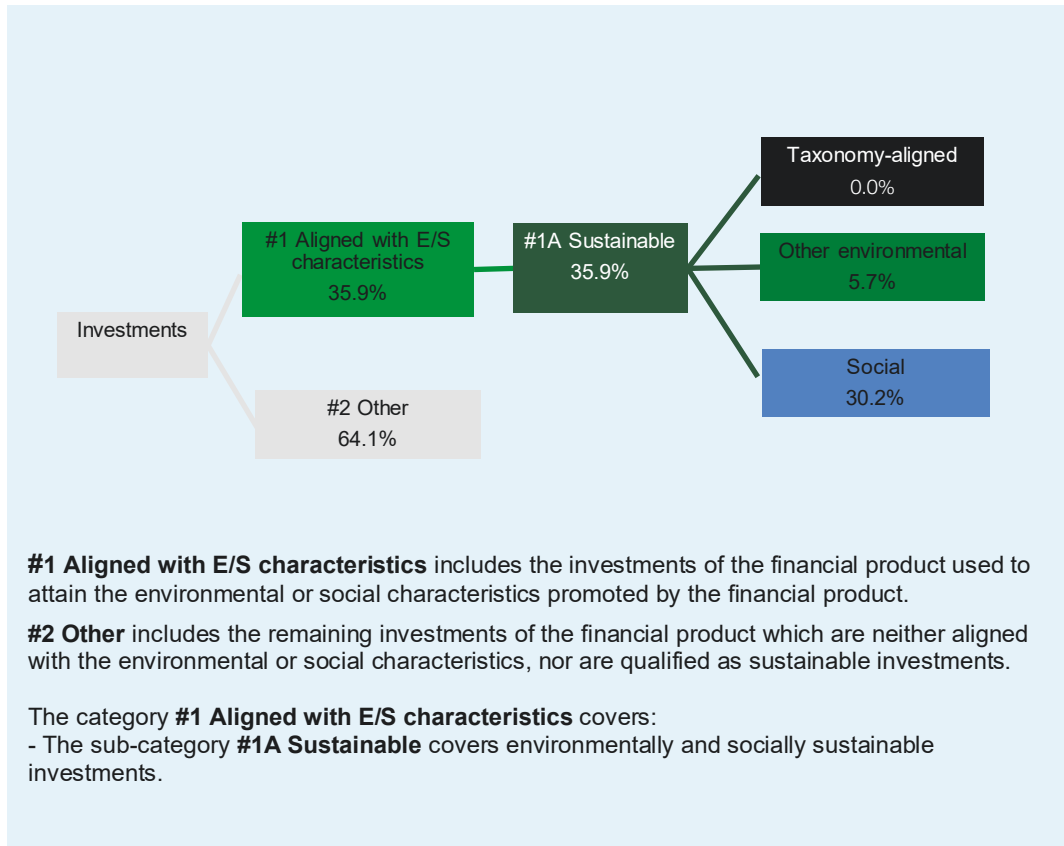 Taxonomy-aligned
0.0%
#1 Aligned with E/S
characteristics
35.9%
#1A Sustainable
35.9%
Other environmental
5.7%
Investments
Social
30.2%
#2 Other
64.1%
#1 Aligned with E/S characteristics includes the investments of the financial product used to
attain the environmental or social characteristics promoted by the financial product.
#2 Other includes the remaining investments of the financial product which are neither aligned
with the environmental or social characteristics, nor are qualified as sustainable investments.
The category #1 Aligned with E/S characteristics covers:
- The sub-category #1A Sustainable covers environmentally and socially sustainable
investments.